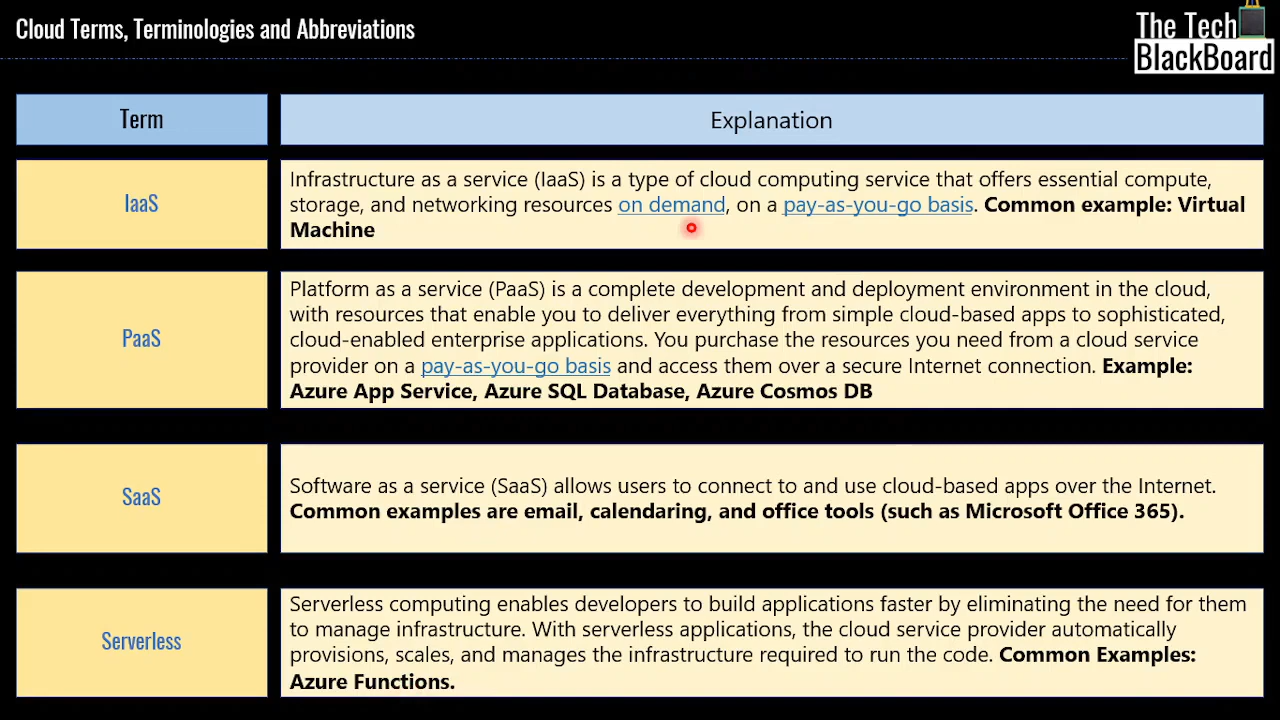 Cloud Terms, Terminologies and Abbreviations
The Tech
BlackBoard
Term
Explanation
IaaS
Infrastructure as a service (IaaS) is a type of cloud computing service that offers essential compute,
storage, and networking resources on demand, on a pay-as-you-go basis. Common example: Virtual
Machine
PaaS
Platform as a service (PaaS) is a complete development and deployment environment in the cloud,
with resources that enable you to deliver everything from simple cloud-based apps to sophisticated,
cloud-enabled enterprise applications. You purchase the resources you need from a cloud service
provider on a pay-as-you-go basis and access them over a secure Internet connection. Example:
Azure App Service, Azure SQL Database, Azure Cosmos DB
SaaS
Software as a service (SaaS) allows users to connect to and use cloud-based apps over the Internet.
Common examples are email, calendaring, and office tools (such as Microsoft Office 365).
Serverless
Serverless computing enables developers to build applications faster by eliminating the need for them
to manage infrastructure. With serverless applications, the cloud service provider automatically
provisions, scales, and manages the infrastructure required to run the code. Common Examples:
Azure Functions.